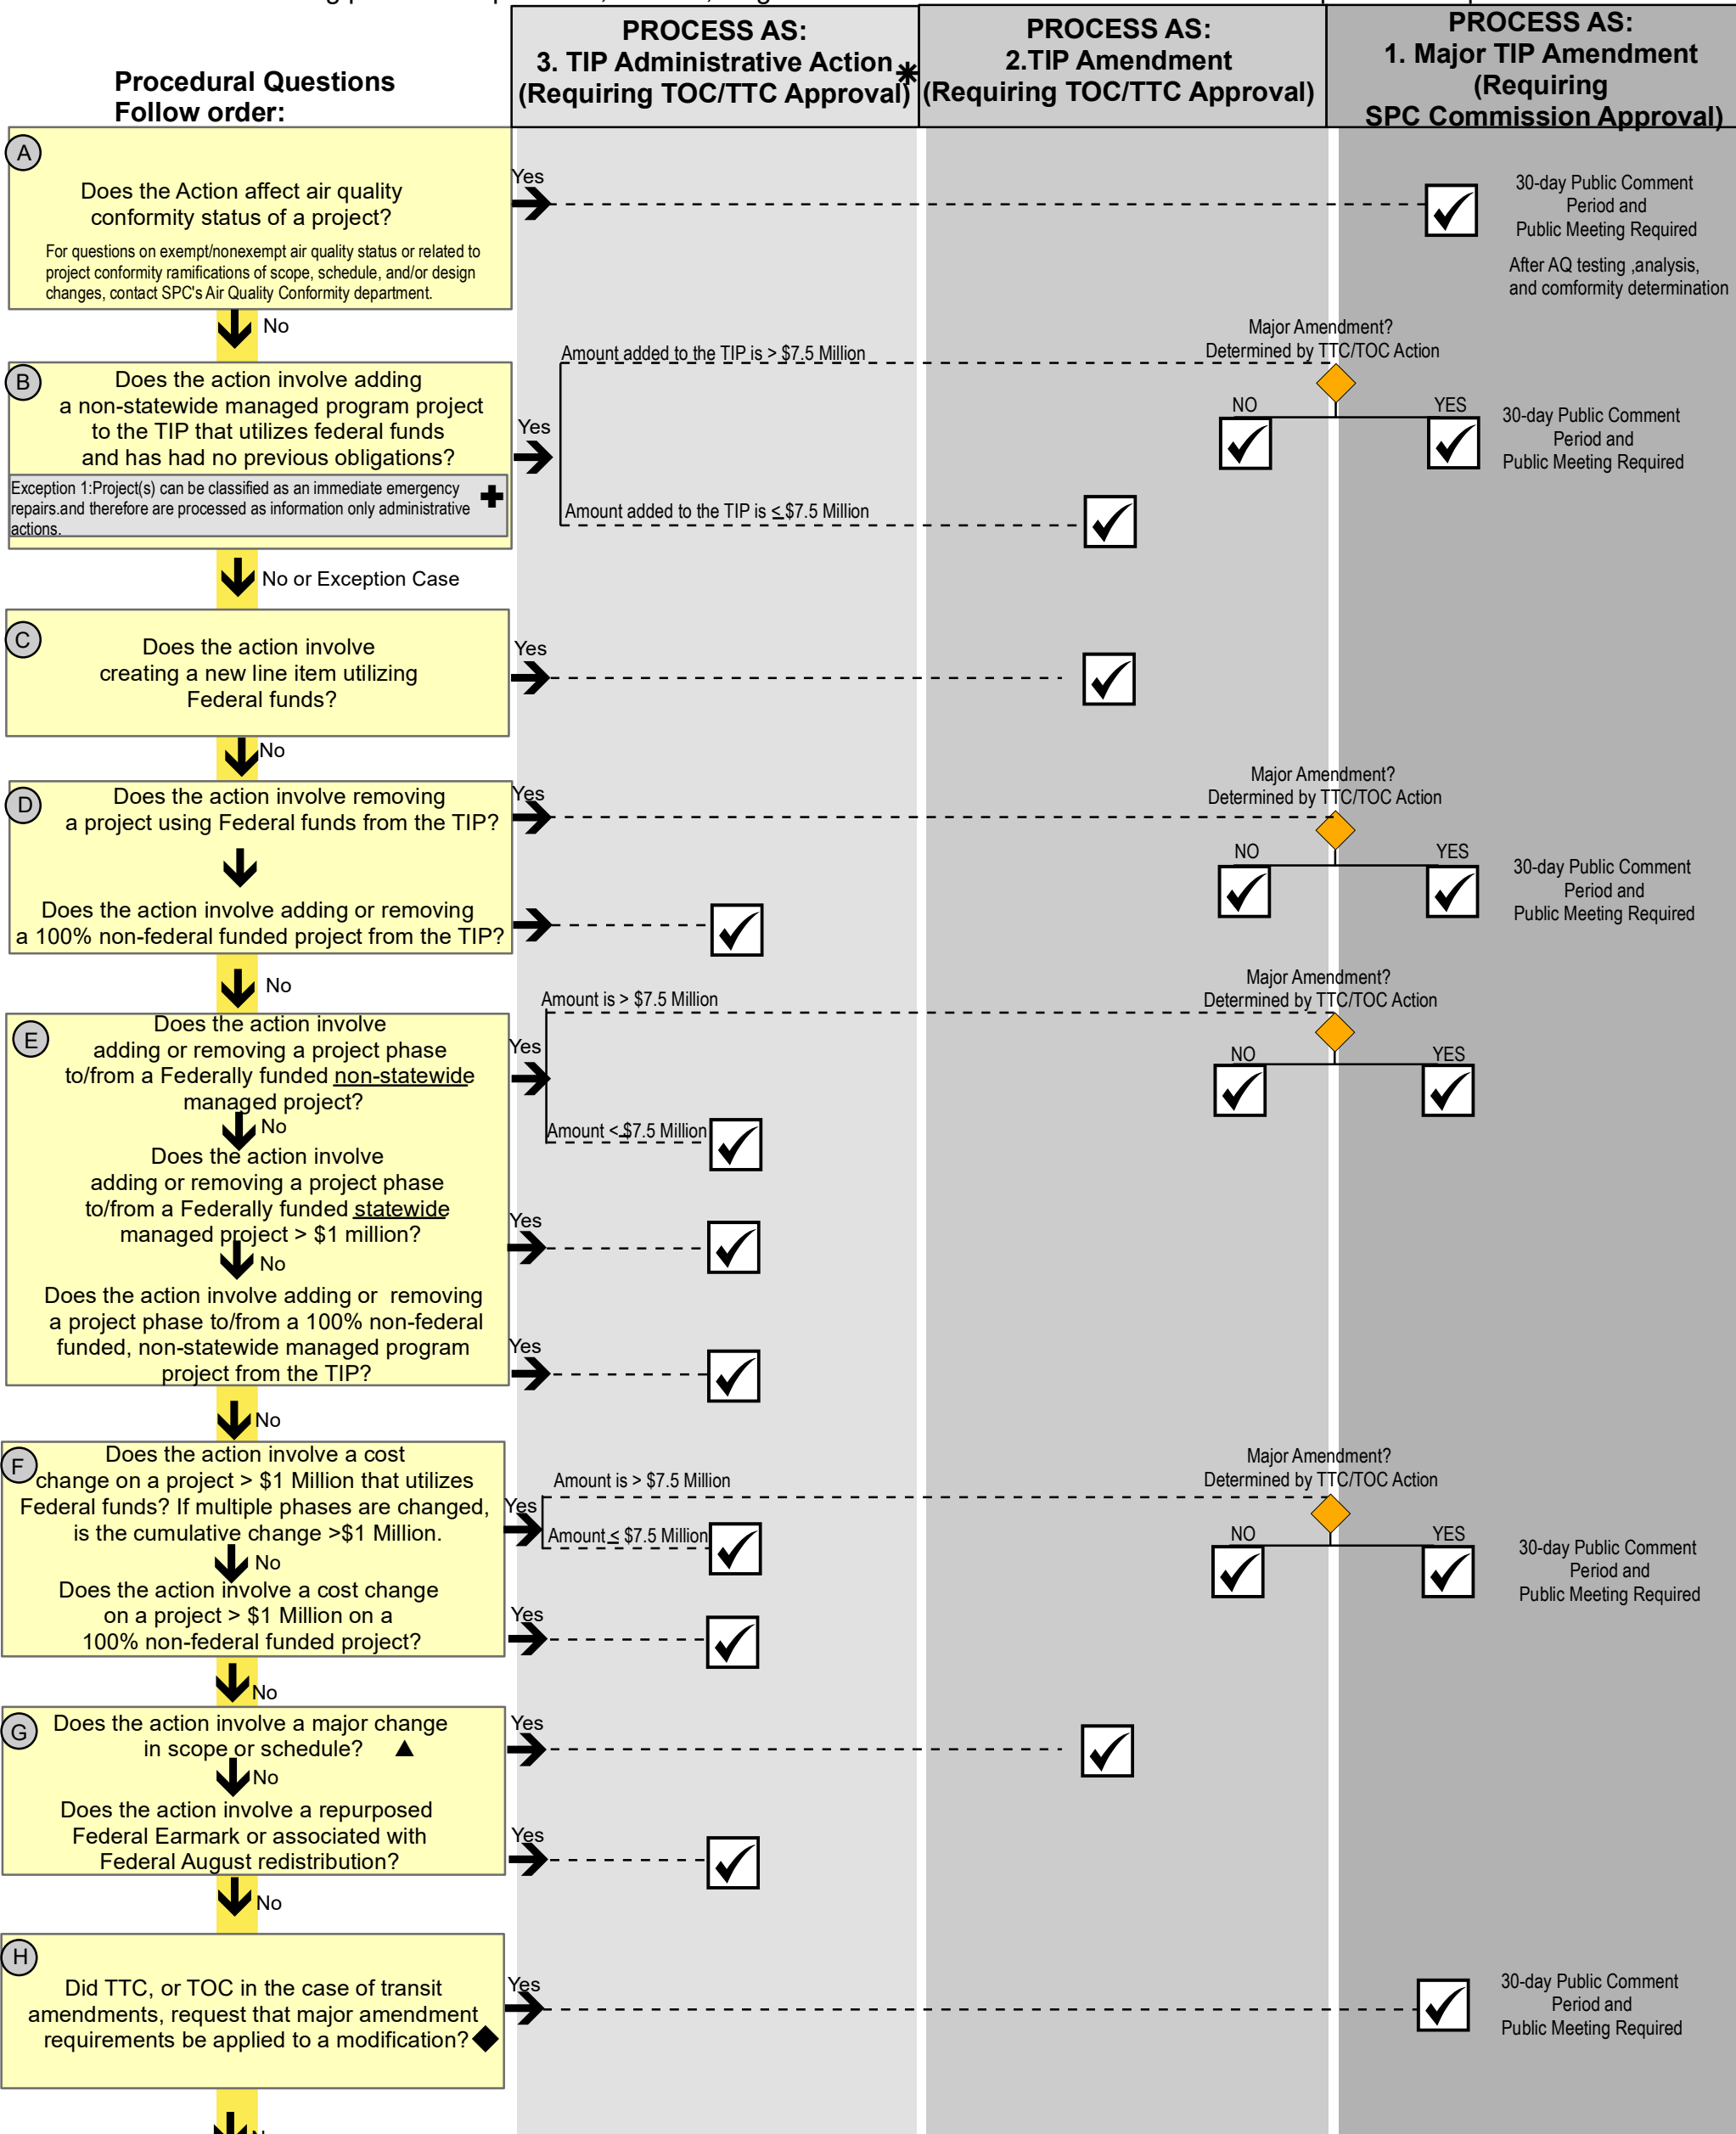 Procedural Questions
Follow order:
PROCESS AS:
3. TIP Administrative Action *
(Requiring TOC/TTC Approval)
PROCESS AS:
2.TIP Amendment
(Requiring TOC/TTC Approval)
PROCESS AS:
1. Major TIP Amendment
(Requiring
SPC Commission Approval)
A
Does the Action affect air quality
conformity status of a project?
For questions on exempt/nonexempt air quality status or related to
project conformity ramifications of scope, schedule, and/or design
changes, contact SPC's Air Quality Conformity department.
Yes
30-day Public Comment
Period and
Public Meeting Required
After AQ testing ,analysis,
and comformity determination
No
B
Does the action involve adding
a non-statewide managed program project
to the TIP that utilizes federal funds
and has had no previous obligations?
Exception 1:Project(s) can be classified as an immediate emergency
repairs.and therefore are processed as information only administrative
actions.
Yes
Amount added to the TIP is > $7.5 Million
Amount added to the TIP is ≤ $7.5 Million
Major Amendment?
Determined by TTC/TOC Action
NO
YES
30-day Public Comment
Period and
Public Meeting Required
No or Exception Case
C
Does the action involve
creating a new line item utilizing
Federal funds?
Yes
No
D
Does the action involve removing
a project using Federal funds from the TIP?
Yes
Major Amendment?
Determined by TTC/TOC Action
NO
YES
30-day Public Comment
Period and
Public Meeting Required
Does the action involve adding or removing
a 100% non-federal funded project from the TIP?
No
E
Does the action involve
adding or removing a project phase
to/from a Federally funded non-statewide
managed project?
Yes
Amount is > $7.5 Million
Amount ≤ $7.5 Million
Major Amendment?
Determined by TTC/TOC Action
NO
YES
No
Does the action involve
adding or removing a project phase
to/from a Federally funded statewide
managed project > $1 million?
Yes
No
Does the action involve adding or removing
a project phase to/from a 100% non-federal
funded, non-statewide managed program
project from the TIP?
Yes
No
F
Does the action involve a cost
change on a project > $1 Million that utilizes
Federal funds? If multiple phases are changed,
is the cumulative change >$1 Million.
Yes
Amount is > $7.5 Million
Amount ≤ $7.5 Million
Major Amendment?
Determined by TTC/TOC Action
NO
YES
30-day Public Comment
Period and
Public Meeting Required
No
Does the action involve a cost change
on a project > $1 Million on a
100% non-federal funded project?
Yes
No
G
Does the action involve a major change
in scope or schedule?
Yes
No
Does the action involve a repurposed
Federal Earmark or associated with
Federal August redistribution?
Yes
No
H
Did TTC, or TOC in the case of transit
amendments, request that major amendment
requirements be applied to a modification?
Yes
30-day Public Comment
Period and
Public Meeting Required